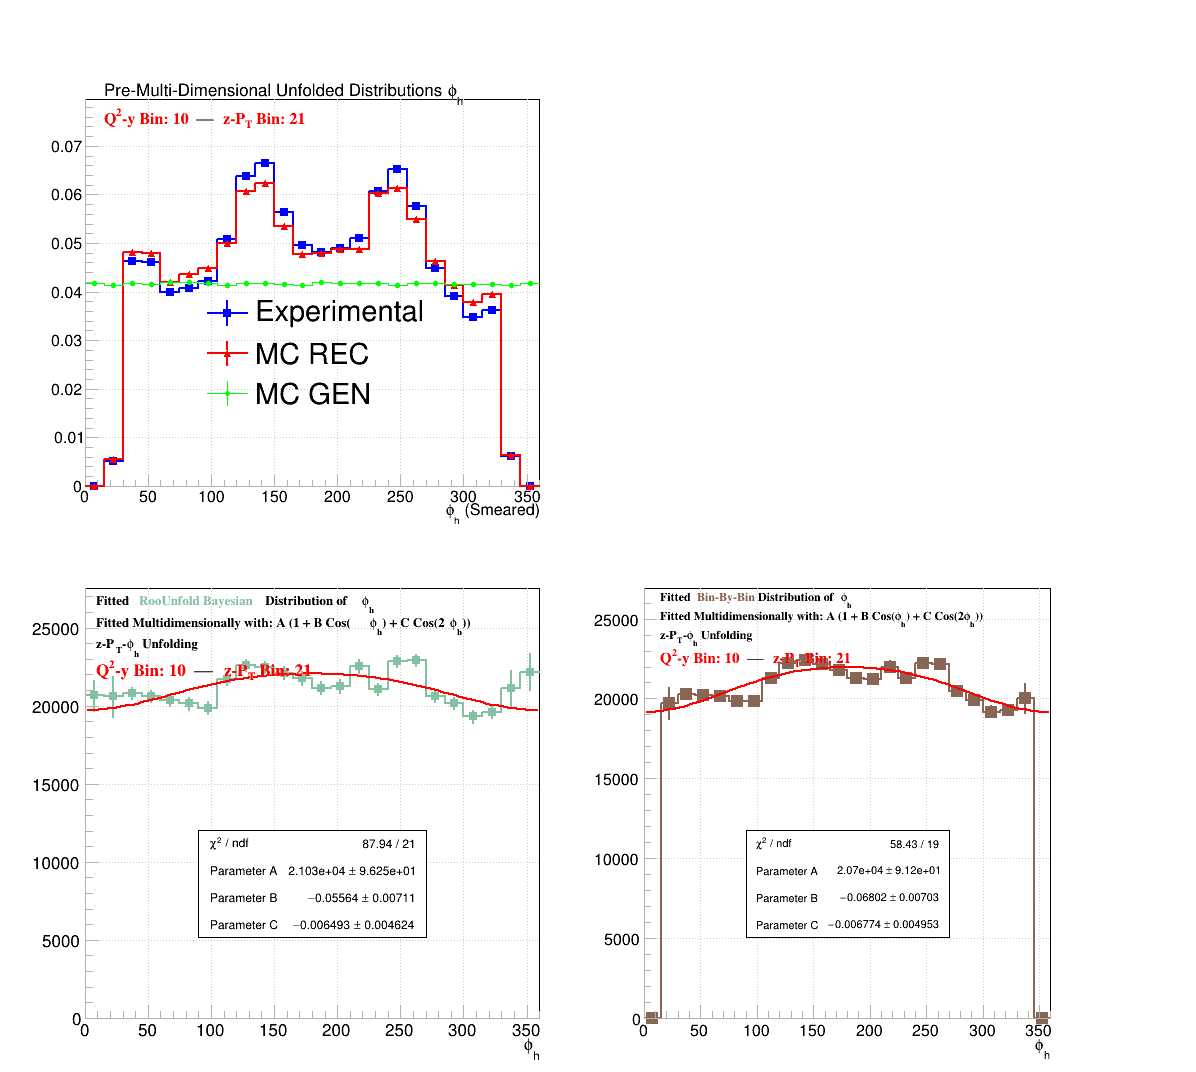 Pre-Multi-Dimensional Unfolded Distributions ϕh
Q2-y Bin: 10 — z-PT Bin: 21
0.07
0.06
0.05
0.04
0.03
0.02
0.01
0
Experimental
MC REC
MC GEN
0 50 100 150 200 250 300 350
ϕh (Smeared)
Fitted RooUnfold Bayesian Distribution of ϕh
Fitted Multidimensionally with: A (1 + B Cos( ϕh) + C Cos(2 ϕh))
z-PT-ϕh Unfolding
Q2-y Bin: 10 — z-PT Bin: 21
25000
20000
15000
10000
5000
0
χ2 / ndf 87.94 / 21
Parameter A 2.103e+04 ± 9.625e+01
Parameter B −0.05564 ± 0.00711
Parameter C −0.006493 ± 0.004624
0 50 100 150 200 250 300 350
ϕh
Fitted Bin-By-Bin Distribution of ϕh
Fitted Multidimensionally with: A (1 + B Cos(ϕh) + C Cos(2ϕh))
z-PT-ϕh Unfolding
Q2-y Bin: 10 — z-PT Bin: 21
25000
20000
15000
10000
5000
0
χ2 / ndf 58.43 / 19
Parameter A 2.07e+04 ± 9.12e+01
Parameter B −0.06802 ± 0.00703
Parameter C −0.006774 ± 0.004953
0 50 100 150 200 250 300 350
ϕh